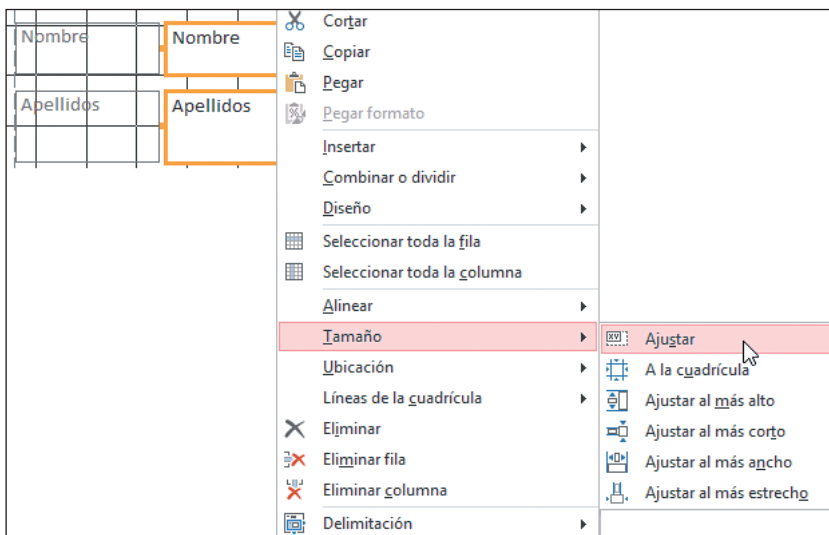 Nombre
Nombre
Apellidos
Apellidos
Cortar
Copiar
Pegar
Pegar formato
Insertar
Combinar o dividir
Diseño
Seleccionar toda la fila
Seleccionar toda la columna
Alinear
Tamaño
Ubicación
Líneas de la cuadrícula
Eliminar
Eliminar fila
Eliminar columna
Delimitación
Ajustar
A la cuadrícula
Ajustar al más alto
Ajustar al más corto
Ajustar al más ancho
Ajustar al más estrecho